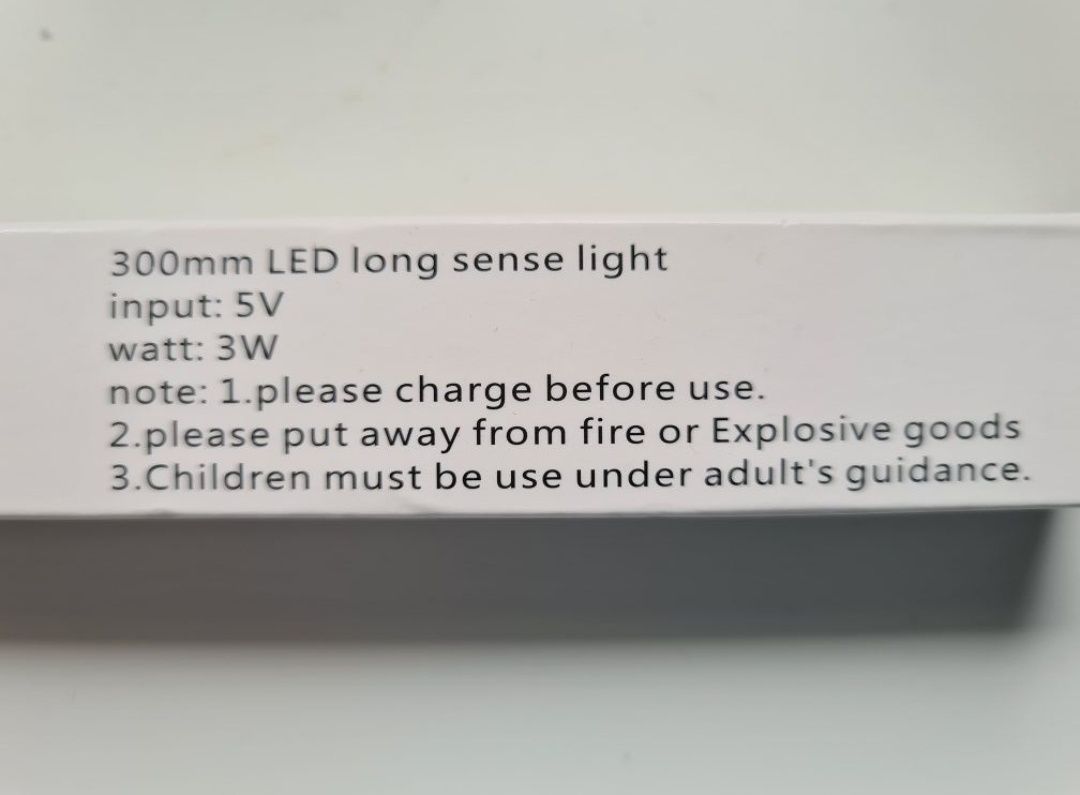 300mm LED long sense light
input: 5V
watt: 3W
note: 1.please charge before use.
2.please put away from fire or Explosive goods
3.Children must be use under adult's guidance.